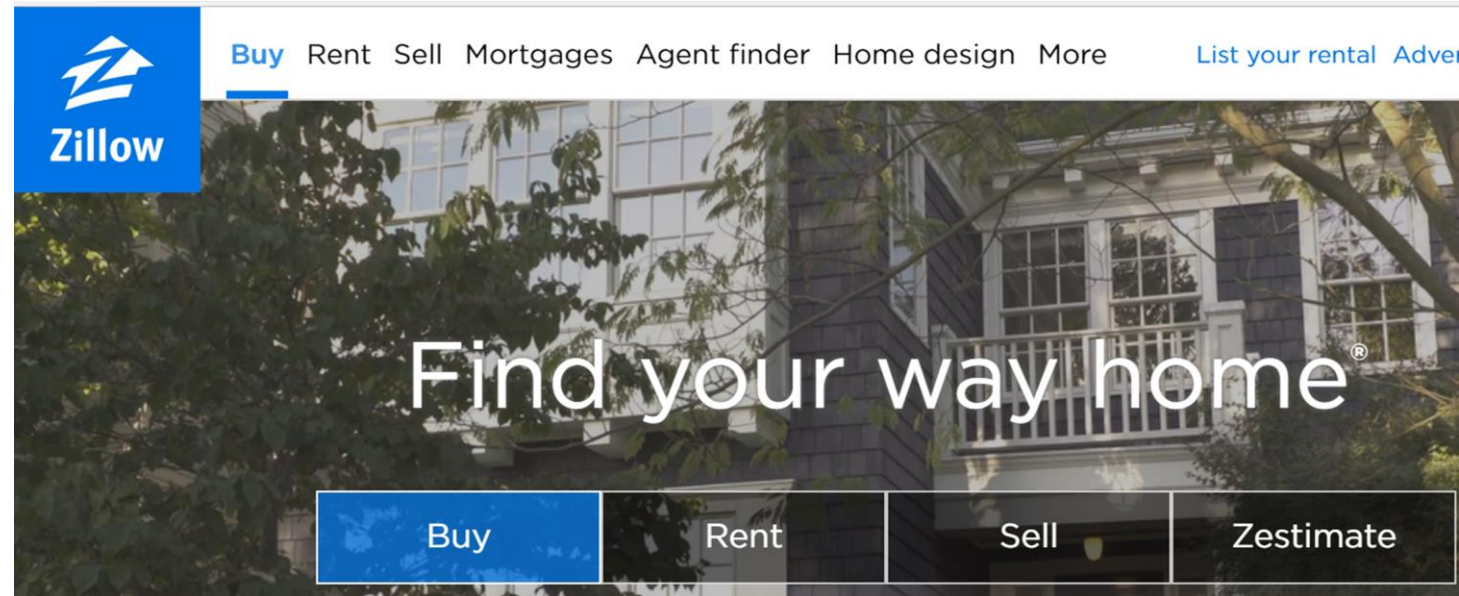 Zillow
Buy Rent Sell Mortgages Agent finder Home design More List your rental
Find your way home®
Buy Rent Sell Zestimate